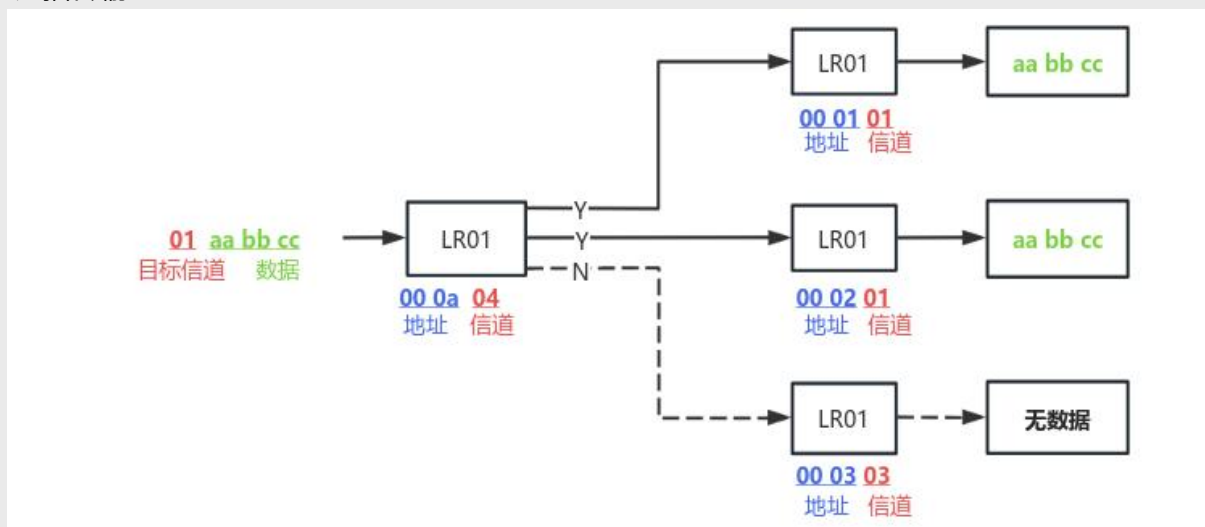 LR01
aa bb cc
00 01 01
地址 信道
Y
01 aa bb cc
目标信道 数据
LR01
Y
LR01
aa bb cc
N
00 0a 04
地址 信道
00 02 01
地址 信道
LR01
无数据
00 03 03
地址 信道